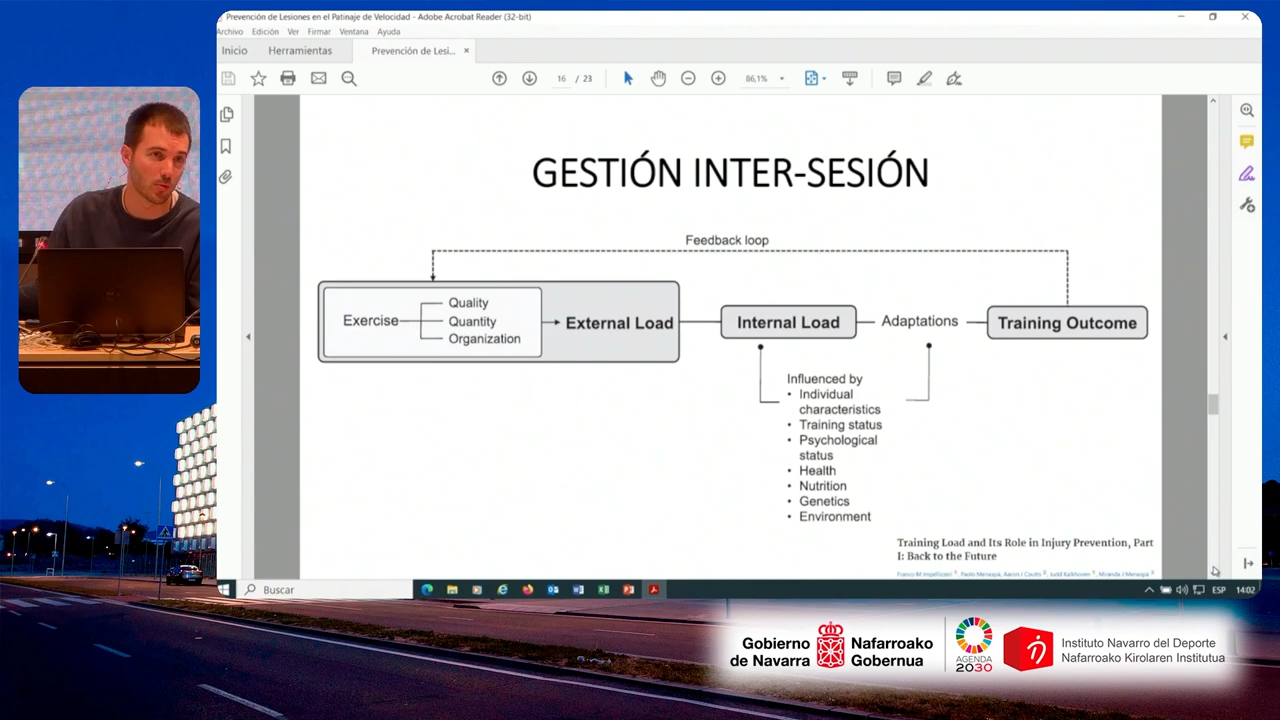 Prevención de Lesiones en el Patinaje de Velocidad - Adobe Acrobat Reader (32-bit)
Archivo Edición Ver Firmar Ventana Ayuda
Inicio Herramientas Prevención de Lesi... ×
16 / 23 86,1%
GESTIÓN INTER-SESIÓN
Feedback loop
Exercise
Quality
Quantity
Organization
External Load
Internal Load
Adaptations
Training Outcome
Influenced by
• Individual
characteristics
• Training status
• Psychological
status
• Health
• Nutrition
• Genetics
• Environment
Training Load and Its Role in Injury Prevention, Part
I: Back to the Future
Buscar
ESP 14:02
Gobierno
de Navarra
Nafarroako
Gobernua
AGENDA
2030
Instituto Navarro del Deporte
Nafarroako Kirolaren Institutua